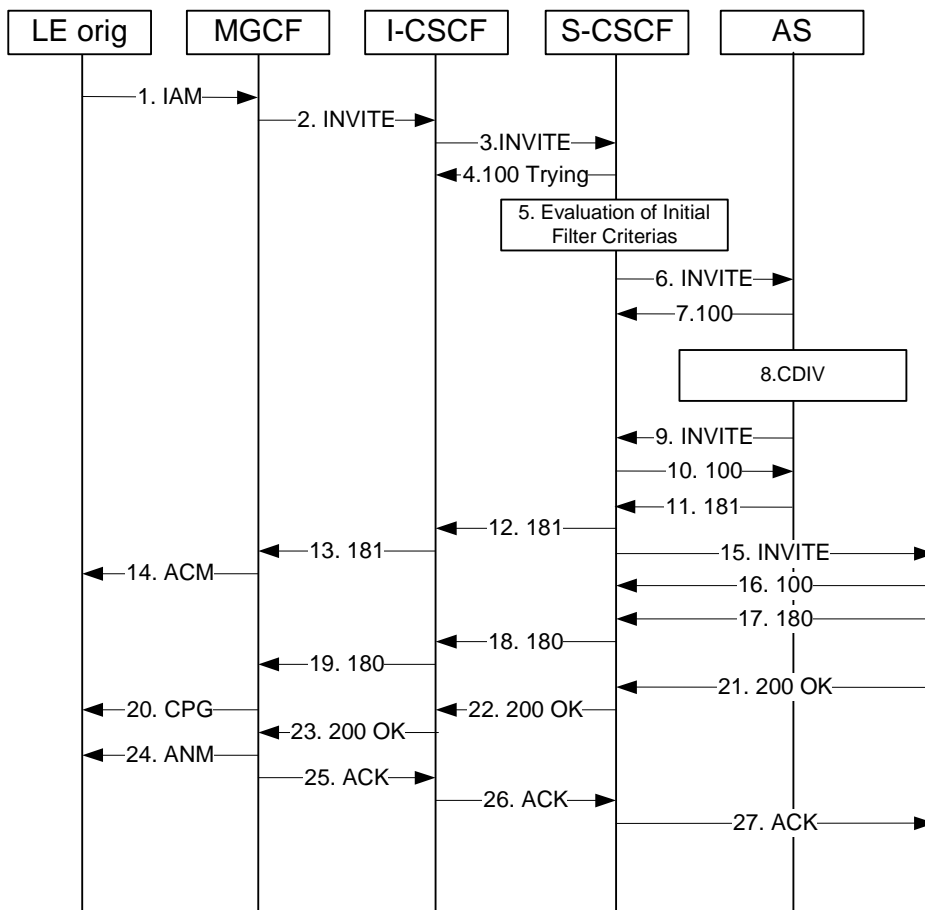 LE orig
MGCF
I-CSCF
S-CSCF
AS
1. IAM
2. INVITE
3.INVITE
4.100 Trying
5. Evaluation of Initial
Filter Criterias
6. INVITE
7.100
8.CDIV
9. INVITE
10. 100
11. 181
12. 181
13. 181
15. INVITE
14. ACM
16. 100
17. 180
18. 180
19. 180
21. 200 OK
20. CPG
22. 200 OK
23. 200 OK
24. ANM
25. ACK
26. ACK
27. ACK